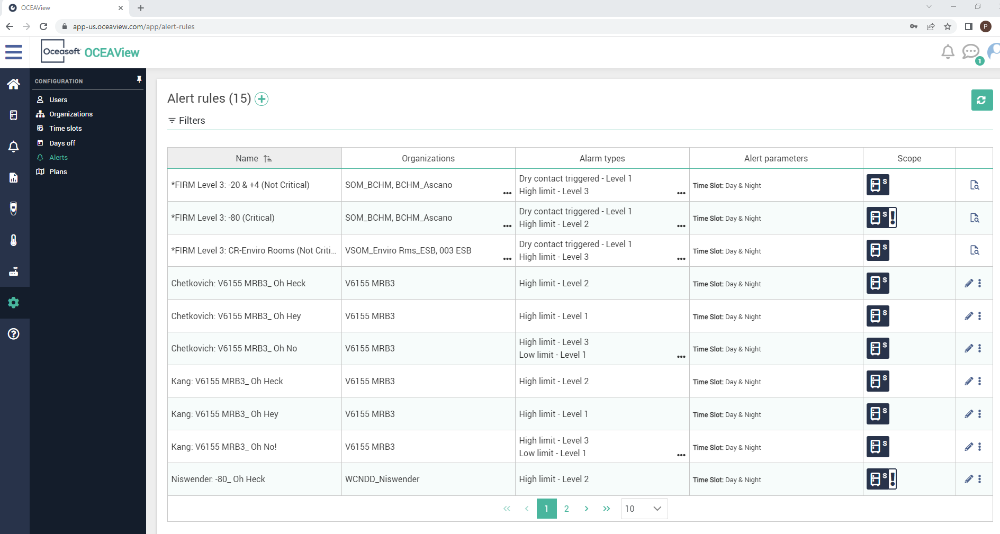 OCEAView
app-us.oceaview.com/app/alert-rules
P
Oceasoft OCEAView
1
CONFIGURATION
Users
Organizations
Time slots
Days off
Alerts
Plans
Alert rules (15)
Filters
Name Organizations Alarm types Alert parameters Scope
*FIRM Level 3: -20 & +4 (Not Critical) SOM_BCHM, BCHM_Ascano ... Dry contact triggered - Level 1
High limit - Level 3 ... Time Slot: Day & Night S
*FIRM Level 3: -80 (Critical) SOM_BCHM, BCHM_Ascano ... Dry contact triggered - Level 1
High limit - Level 2 ... Time Slot: Day & Night S !
*FIRM Level 3: CR-Enviro Rooms (Not Criti... VSOM_Enviro Rms_ESB, 003 ESB ... Dry contact triggered - Level 1
High limit - Level 3 ... Time Slot: Day & Night S
Chetkovich: V6155 MRB3_ Oh Heck V6155 MRB3 High limit - Level 2 Time Slot: Day & Night S
Chetkovich: V6155 MRB3_ Oh Hey V6155 MRB3 High limit - Level 1 Time Slot: Day & Night S
Chetkovich: V6155 MRB3_ Oh No V6155 MRB3 High limit - Level 3
Low limit - Level 1 ... Time Slot: Day & Night S
Kang: V6155 MRB3_ Oh Heck V6155 MRB3 High limit - Level 2 Time Slot: Day & Night S
Kang: V6155 MRB3_ Oh Hey V6155 MRB3 High limit - Level 1 Time Slot: Day & Night S
Kang: V6155 MRB3_ Oh No! V6155 MRB3 High limit - Level 3
Low limit - Level 1 ... Time Slot: Day & Night S
Niswender: -80_ Oh Heck WCNDD_Niswender High limit - Level 2 Time Slot: Day & Night S !
« ‹ 1 2 › » 10